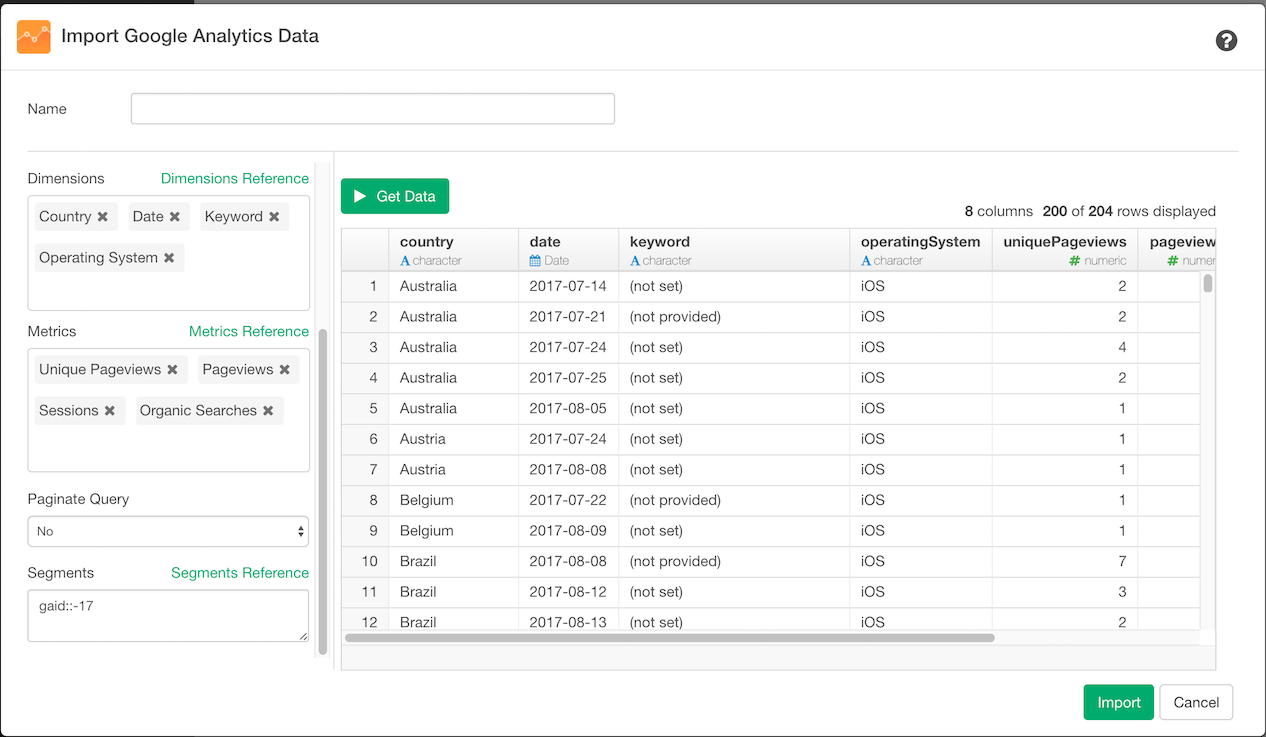 Import Google Analytics Data
?
Name
Dimensions Dimensions Reference
Country ✖ Date ✖ Keyword ✖
Operating System ✖
Metrics Metrics Reference
Unique Pageviews ✖ Pageviews ✖
Sessions ✖ Organic Searches ✖
Paginate Query
No
Segments Segments Reference
gaid::-17
Get Data
8 columns 200 of 204 rows displayed
country date keyword operatingSystem uniquePageviews pageview
A character Date A character A character # numeric # numer
1 Australia 2017-07-14 (not set) iOS 2
2 Australia 2017-07-21 (not provided) iOS 2
3 Australia 2017-07-24 (not set) iOS 4
4 Australia 2017-07-25 (not set) iOS 2
5 Australia 2017-08-05 (not set) iOS 1
6 Austria 2017-07-24 (not set) iOS 1
7 Austria 2017-08-08 (not set) iOS 1
8 Belgium 2017-07-22 (not provided) iOS 1
9 Belgium 2017-08-09 (not set) iOS 1
10 Brazil 2017-08-08 (not provided) iOS 7
11 Brazil 2017-08-12 (not set) iOS 3
12 Brazil 2017-08-13 (not set) iOS 2
Import Cancel